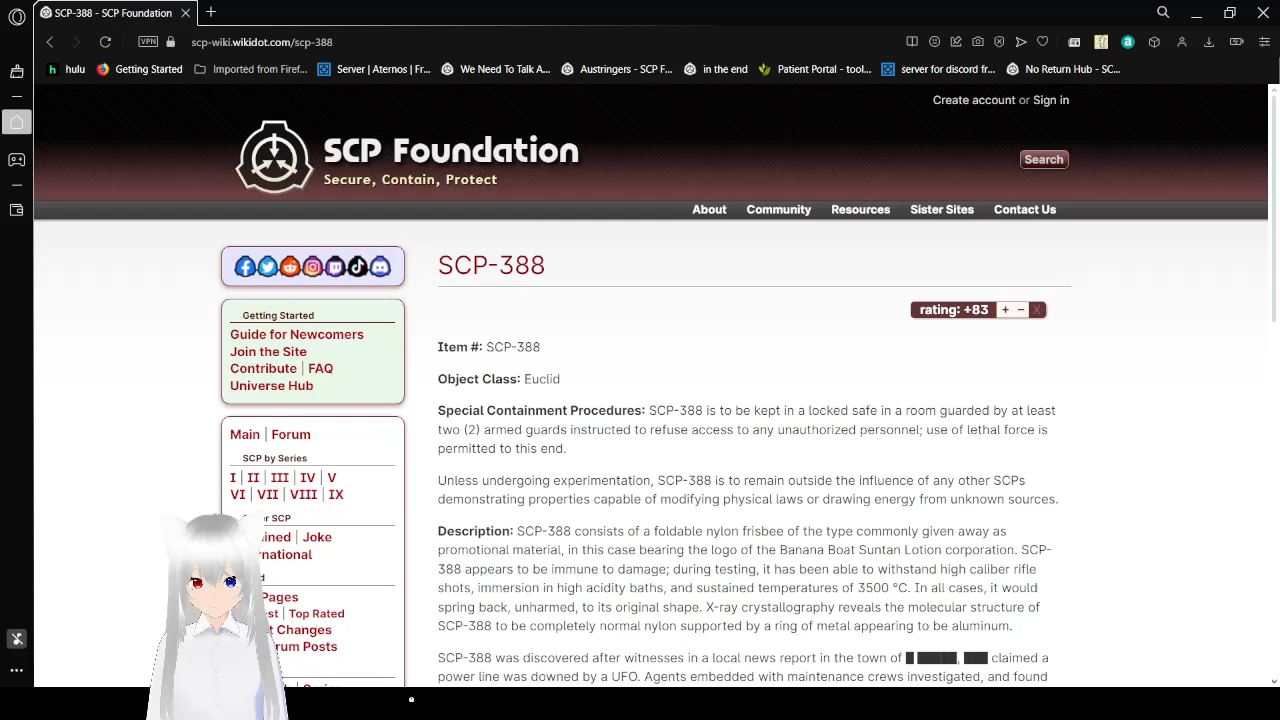 SCP-388 - SCP Foundation
VPN
scp-wiki.wikidot.com/scp-388
hulu
Getting Started
Imported from Firef...
Server | Aternos | Fr...
We Need To Talk A...
Austringers - SCP F...
in the end
Patient Portal - tool...
server for discord fr...
No Return Hub - SC...
Create account or Sign in
SCP Foundation
Secure, Contain, Protect
Search
About
Community
Resources
Sister Sites
Contact Us
Getting Started
Guide for Newcomers
Join the Site
Contribute | FAQ
Universe Hub
Main | Forum
SCP by Series
I | II | III | IV | V
VI | VII | VIII | IX
er SCP
ained | Joke
national
d
Pages
est | Top Rated
t Changes
rum Posts
SCP-388
rating: +83 + − X
Item #: SCP-388
Object Class: Euclid
Special Containment Procedures: SCP-388 is to be kept in a locked safe in a room guarded by at least
two (2) armed guards instructed to refuse access to any unauthorized personnel; use of lethal force is
permitted to this end.
Unless undergoing experimentation, SCP-388 is to remain outside the influence of any other SCPs
demonstrating properties capable of modifying physical laws or drawing energy from unknown sources.
Description: SCP-388 consists of a foldable nylon frisbee of the type commonly given away as
promotional material, in this case bearing the logo of the Banana Boat Suntan Lotion corporation. SCP-
388 appears to be immune to damage; during testing, it has been able to withstand high caliber rifle
shots, immersion in high acidity baths, and sustained temperatures of 3500 °C. In all cases, it would
spring back, unharmed, to its original shape. X-ray crystallography reveals the molecular structure of
SCP-388 to be completely normal nylon supported by a ring of metal appearing to be aluminum.
SCP-388 was discovered after witnesses in a local news report in the town of █ █████, ███ claimed a
power line was downed by a UFO. Agents embedded with maintenance crews investigated, and found